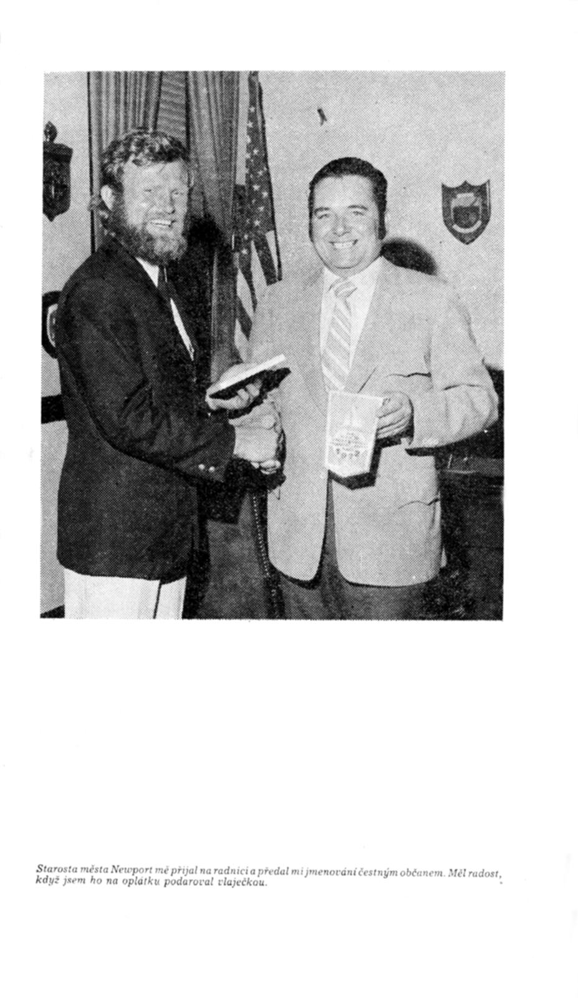 1972
Starosta města Newport mě přijal na radnici a předal mi jmenování čestným občanem. Měl radost,
když jsem ho na oplátku podaroval vlaječkou.